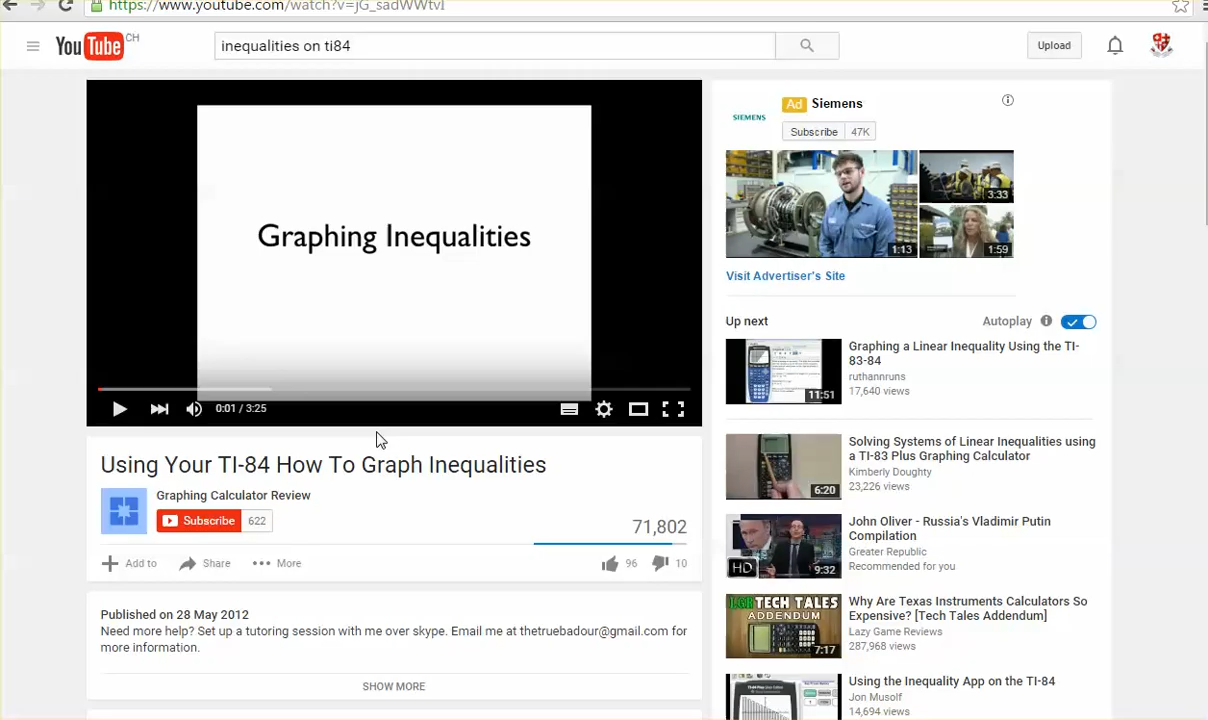 https://www.youtube.com/watch?v=jG_sadWWtvI
YouTube CH
inequalities on ti84
Upload
Graphing Inequalities
0:01 / 3:25
Using Your TI-84 How To Graph Inequalities
Graphing Calculator Review
Subscribe 622
71,802
Add to Share More 96 10
Published on 28 May 2012
Need more help? Set up a tutoring session with me over skype. Email me at thetruebadour@gmail.com for
more information.
SHOW MORE
SIEMENS
Ad Siemens
Subscribe 47K
3:33
1:13
1:59
Visit Advertiser's Site
Up next Autoplay
Graphing a Linear Inequality Using the TI-
83-84
ruthannruns
17,640 views
11:51
Solving Systems of Linear Inequalities using
a TI-83 Plus Graphing Calculator
Kimberly Doughty
23,226 views
6:20
John Oliver - Russia's Vladimir Putin
Compilation
Greater Republic
Recommended for you
HD 9:32
Why Are Texas Instruments Calculators So
Expensive? [Tech Tales Addendum]
Lazy Game Reviews
287,968 views
LGR TECH TALES
ADDENDUM
7:17
Using the Inequality App on the TI-84
Jon Musolf
14,694 views